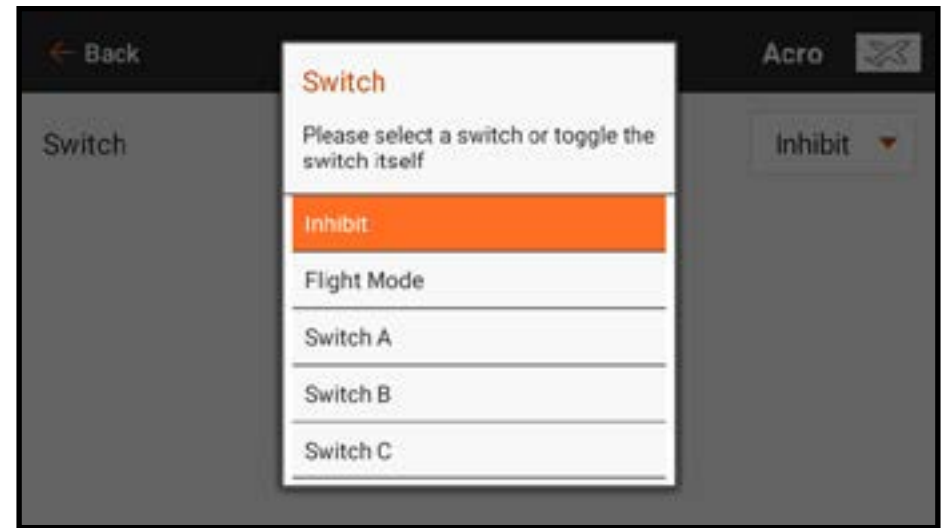 Back
Acro
Switch
Inhibit
Switch
Please select a switch or toggle the
switch itself
Inhibit
Flight Mode
Switch A
Switch B
Switch C